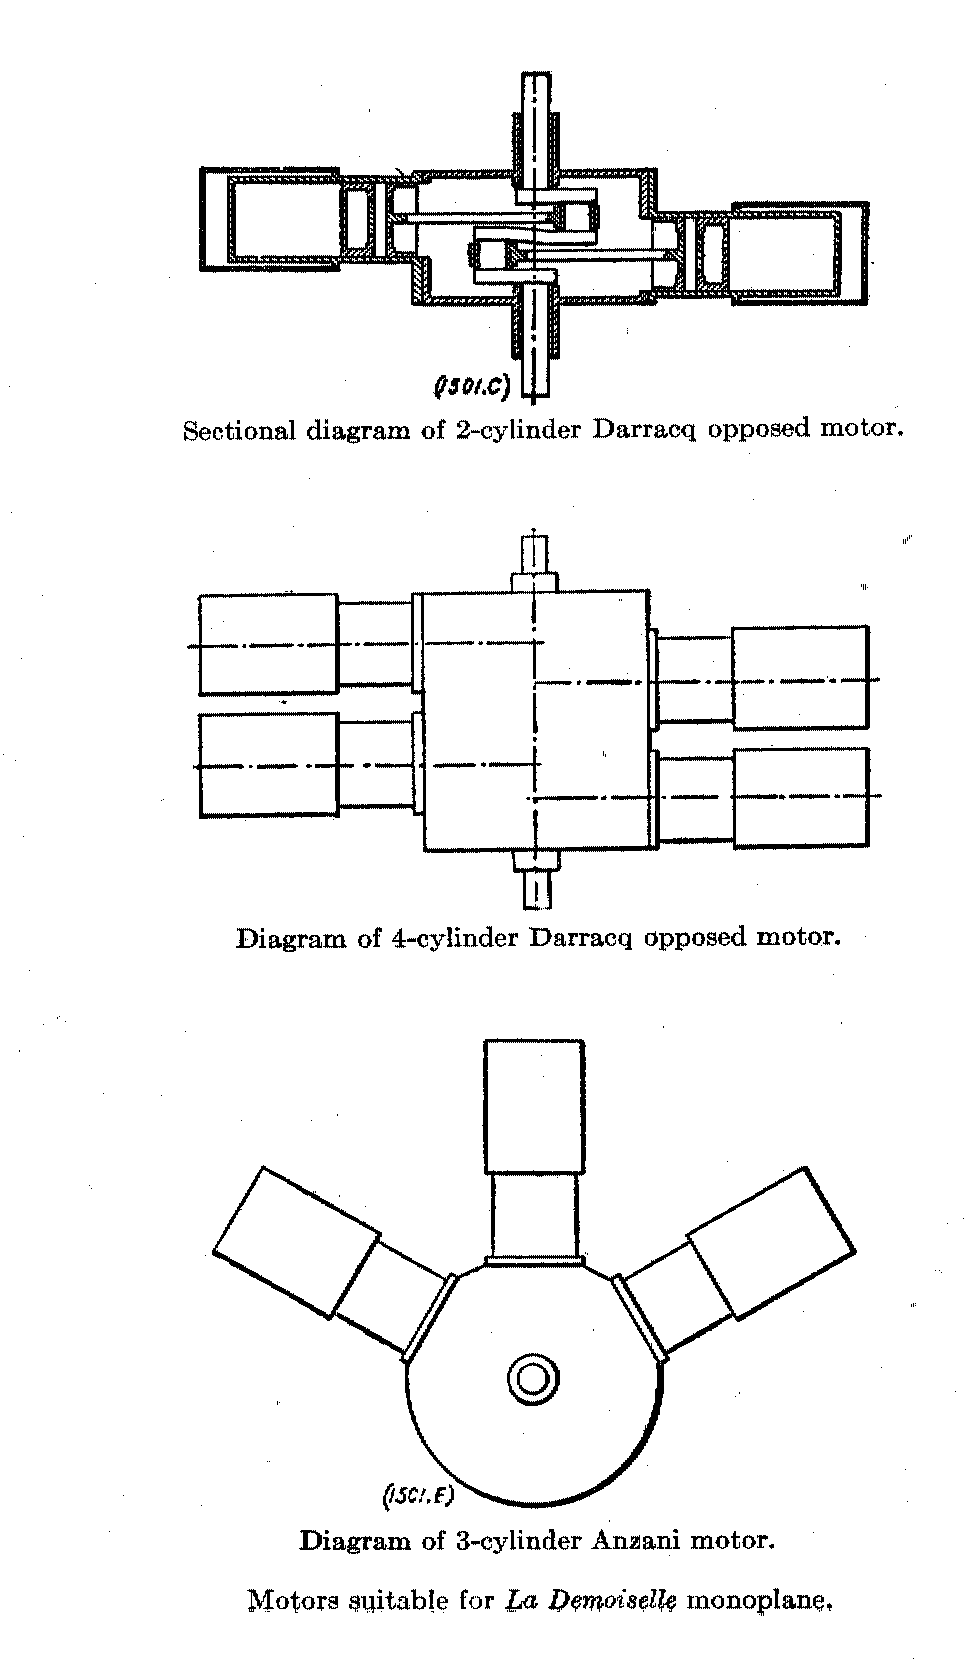 (1501.C)
Sectional diagram of 2-cylinder Darracq opposed motor.
Diagram of 4-cylinder Darracq opposed motor.
(1501.E)
Diagram of 3-cylinder Anzani motor.
Motors suitable for La Demoiselle monoplane.